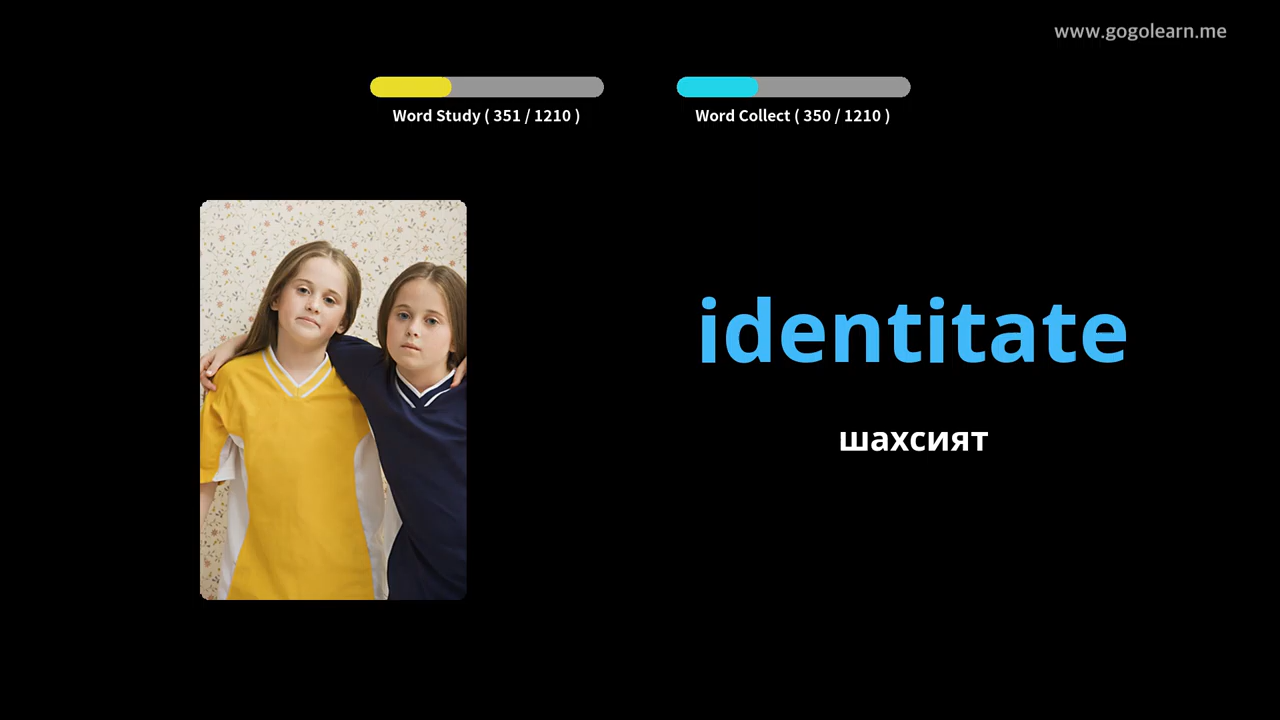 www.gogolearn.me
Word Study ( 351 / 1210 )
Word Collect ( 350 / 1210 )
identitate
шахсият